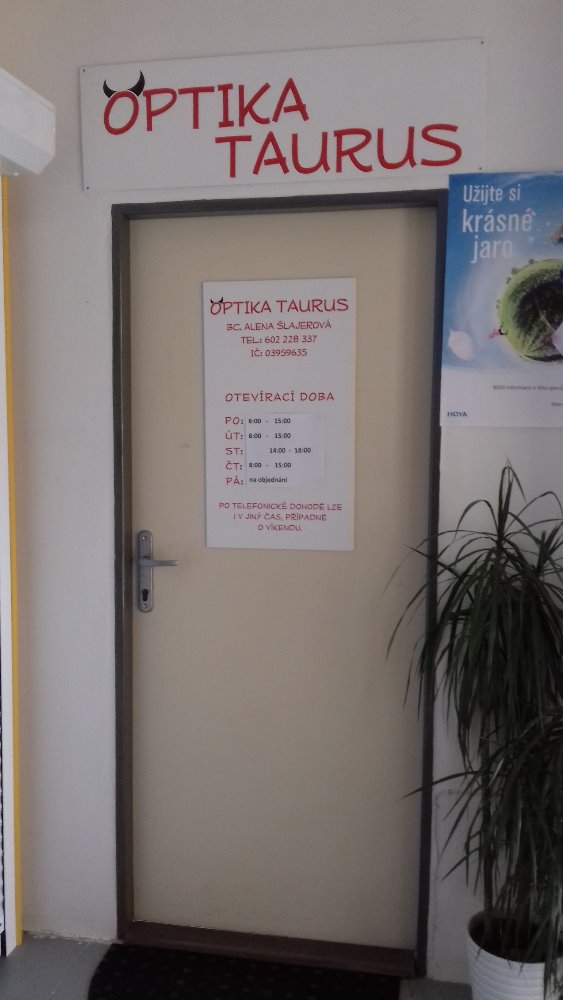 OPTIKA
TAURUS
Užijte si
krásné
jaro
OPTIKA TAURUS
BC. ALENA ŠLAJEROVÁ
TEL.: 602 228 337
IČ: 03959635
OTEVÍRACÍ DOBA
PO: 8:00 - 15:00
ÚT: 8:00 - 15:00
ST: 14:00 - 18:00
ČT: 8:00 - 15:00
PÁ: na objednání
PO TELEFONICKÉ DOHODĚ LZE
I V JINÝ ČAS, PŘÍPADNĚ
O VÍKENDU.
HOYA